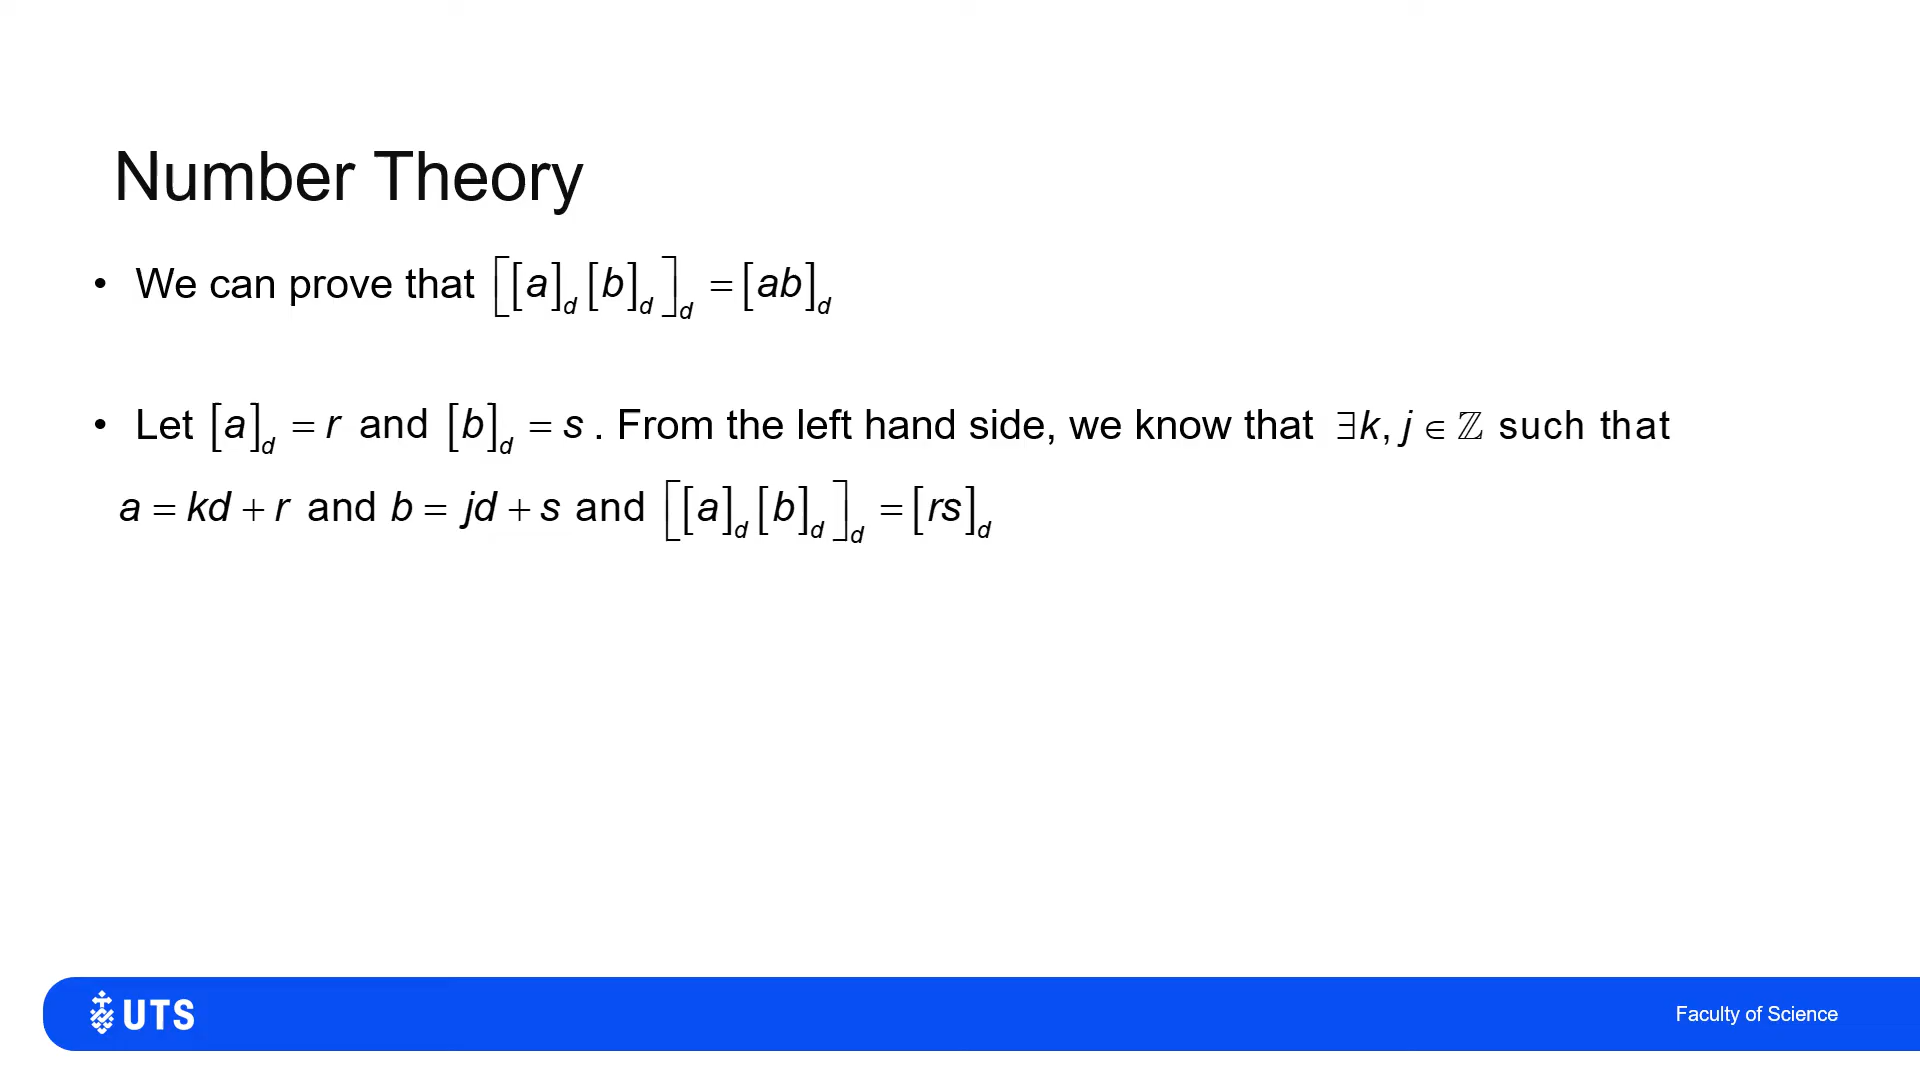 Number Theory
• We can prove that [[a]_d [b]_d]_d = [ab]_d
• Let [a]_d = r and [b]_d = s . From the left hand side, we know that ∃k, j ∈ ℤ such that
a = kd + r and b = jd + s and [[a]_d [b]_d]_d = [rs]_d
UTS
Faculty of Science